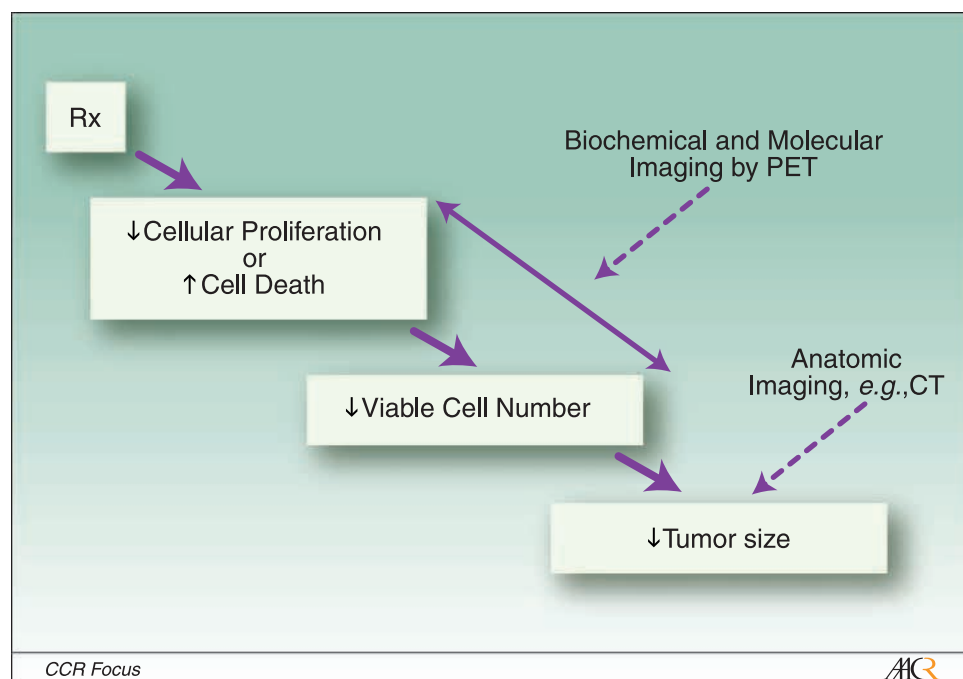 Rx
Biochemical and Molecular
Imaging by PET
↓Cellular Proliferation
or
↑Cell Death
Anatomic
Imaging, e.g.,CT
↓Viable Cell Number
↓Tumor size
CCR Focus
AACR